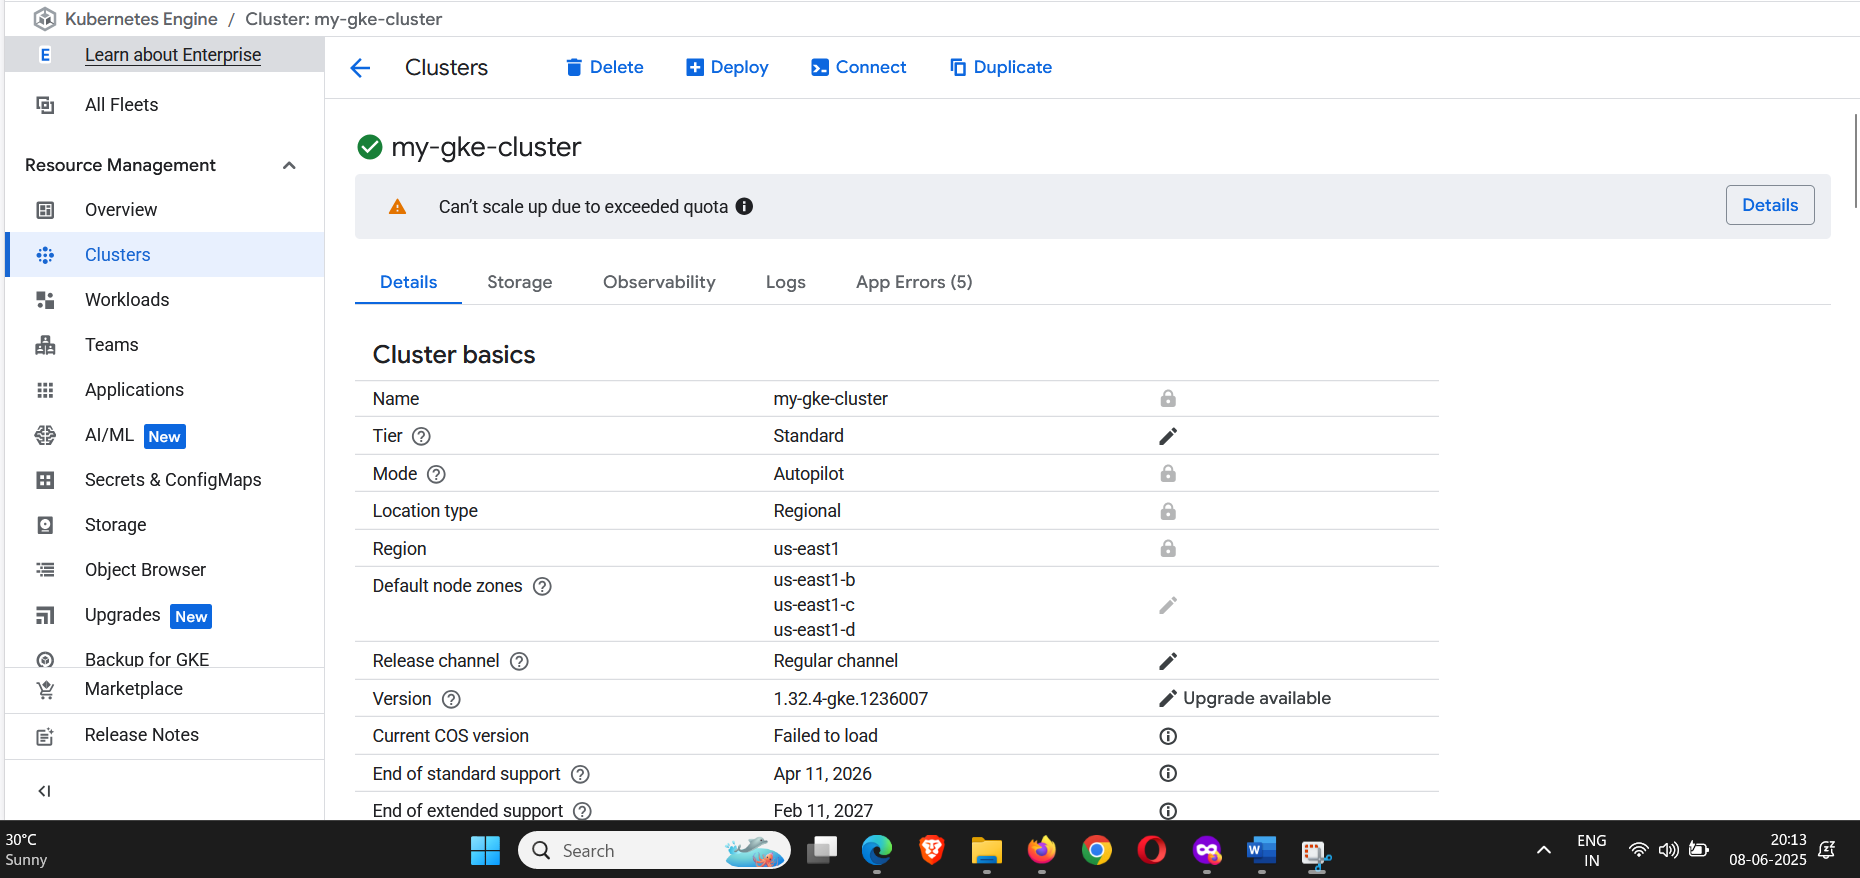 Kubernetes Engine / Cluster: my-gke-cluster
E Learn about Enterprise
All Fleets
Resource Management
Overview
Clusters
Workloads
Teams
Applications
AI/ML New
Secrets & ConfigMaps
Storage
Object Browser
Upgrades New
Backup for GKE
Marketplace
Release Notes
Clusters Delete Deploy Connect Duplicate
my-gke-cluster
Can't scale up due to exceeded quota Details
Details Storage Observability Logs App Errors (5)
Cluster basics
Name my-gke-cluster
Tier Standard
Mode Autopilot
Location type Regional
Region us-east1
Default node zones us-east1-b
us-east1-c
us-east1-d
Release channel Regular channel
Version 1.32.4-gke.1236007 Upgrade available
Current COS version Failed to load
End of standard support Apr 11, 2026
End of extended support Feb 11, 2027
30°C
Sunny
Search
ENG
IN
20:13
08-06-2025